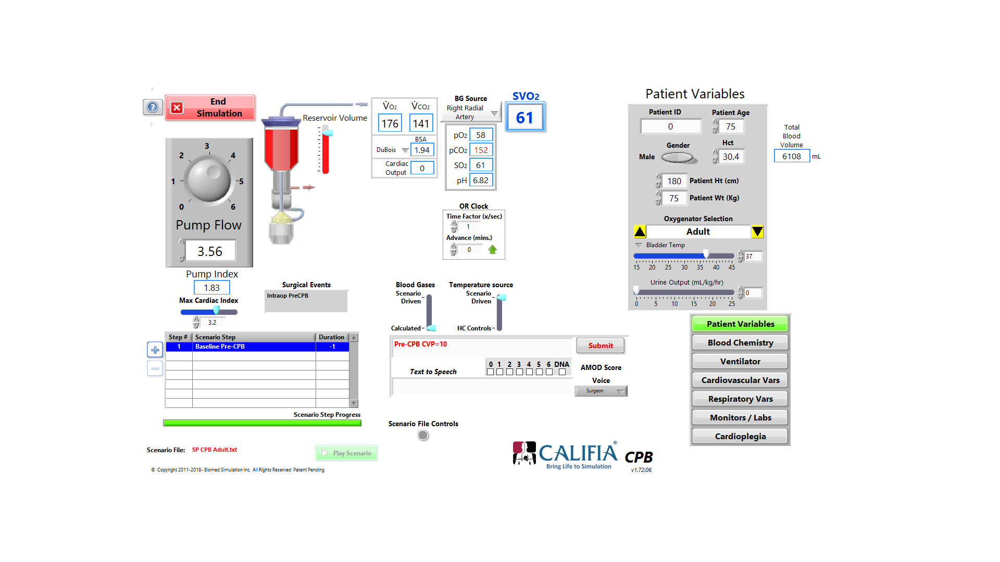 a
?
F
End
Simulation
3
2
4
1
5
0
6
Pump Flow
3.56
Pump Index
1.83
Max Cardiac Index
3.2
Reservoir Volume
V̇O2
V̇CO2
176
141
BSA
DuBois
1.94
Cardiac
Output
0
BG Source
Right Radial
Artery
pO2 58
pCO2 152
SO2 61
pH 6.82
SVO2
61
OR Clock
Time Factor (x/sec)
1
Advance (mins.)
0
Surgical Events
Intraop PreCPB
Blood Gases
Scenario
Driven
Calculated
Temperature source
Scenario
Driven
HC Controls
Step # Scenario Step Duration
1 Baseline Pre-CPB -1
Scenario Step Progress
Pre-CPB CVP=10
Submit
Text to Speech
0 1 2 3 4 5 6 DNA
AMOD Score
Voice
Surgeon
Scenario File Controls
Scenario File: SP CPB Adult.txt
Play Scenario
© Copyright 2011-2018- Biomed Simulation Inc. All Rights Reserved Patent Pending
CALIFIA®
Bring Life to Simulation
CPB
v1.72.06
Patient Variables
Patient ID
0
Patient Age
75
Gender
Male
Hct
30.4
180 Patient Ht (cm)
75 Patient Wt (Kg)
Oxygenator Selection
Adult
Bladder Temp
37
15 20 25 30 35 40 45
Urine Output (mL/kg/hr)
0
0 5 10 15 20 25
Total
Blood
Volume
6108 mL
Patient Variables
Blood Chemistry
Ventilator
Cardiovascular Vars
Respiratory Vars
Monitors / Labs
Cardioplegia